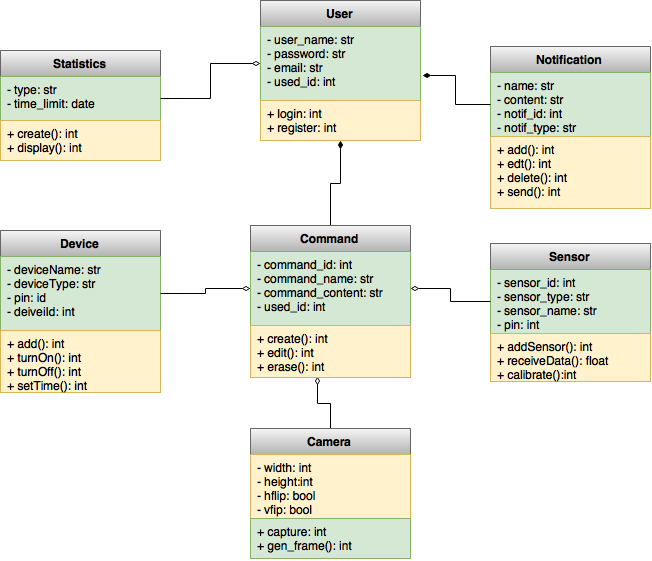 User
- user_name: str
- password: str
- email: str
- used_id: int
+ login: int
+ register: int
Statistics
- type: str
- time_limit: date
+ create(): int
+ display(): int
Notification
- name: str
- content: str
- notif_id: int
- notif_type: str
+ add(): int
+ edt(): int
+ delete(): int
+ send(): int
Device
- deviceName: str
- deviceType: str
- pin: id
- deiveiId: int
+ add(): int
+ turnOn(): int
+ turnOff(): int
+ setTime(): int
Command
- command_id: int
- command_name: str
- command_content: str
- used_id: int
+ create(): int
+ edit(): int
+ erase(): int
Sensor
- sensor_id: int
- sensor_type: str
- sensor_name: str
- pin: int
+ addSensor(): int
+ receiveData(): float
+ calibrate():int
Camera
- width: int
- height:int
- hflip: bool
- vfip: bool
+ capture: int
+ gen_frame(): int